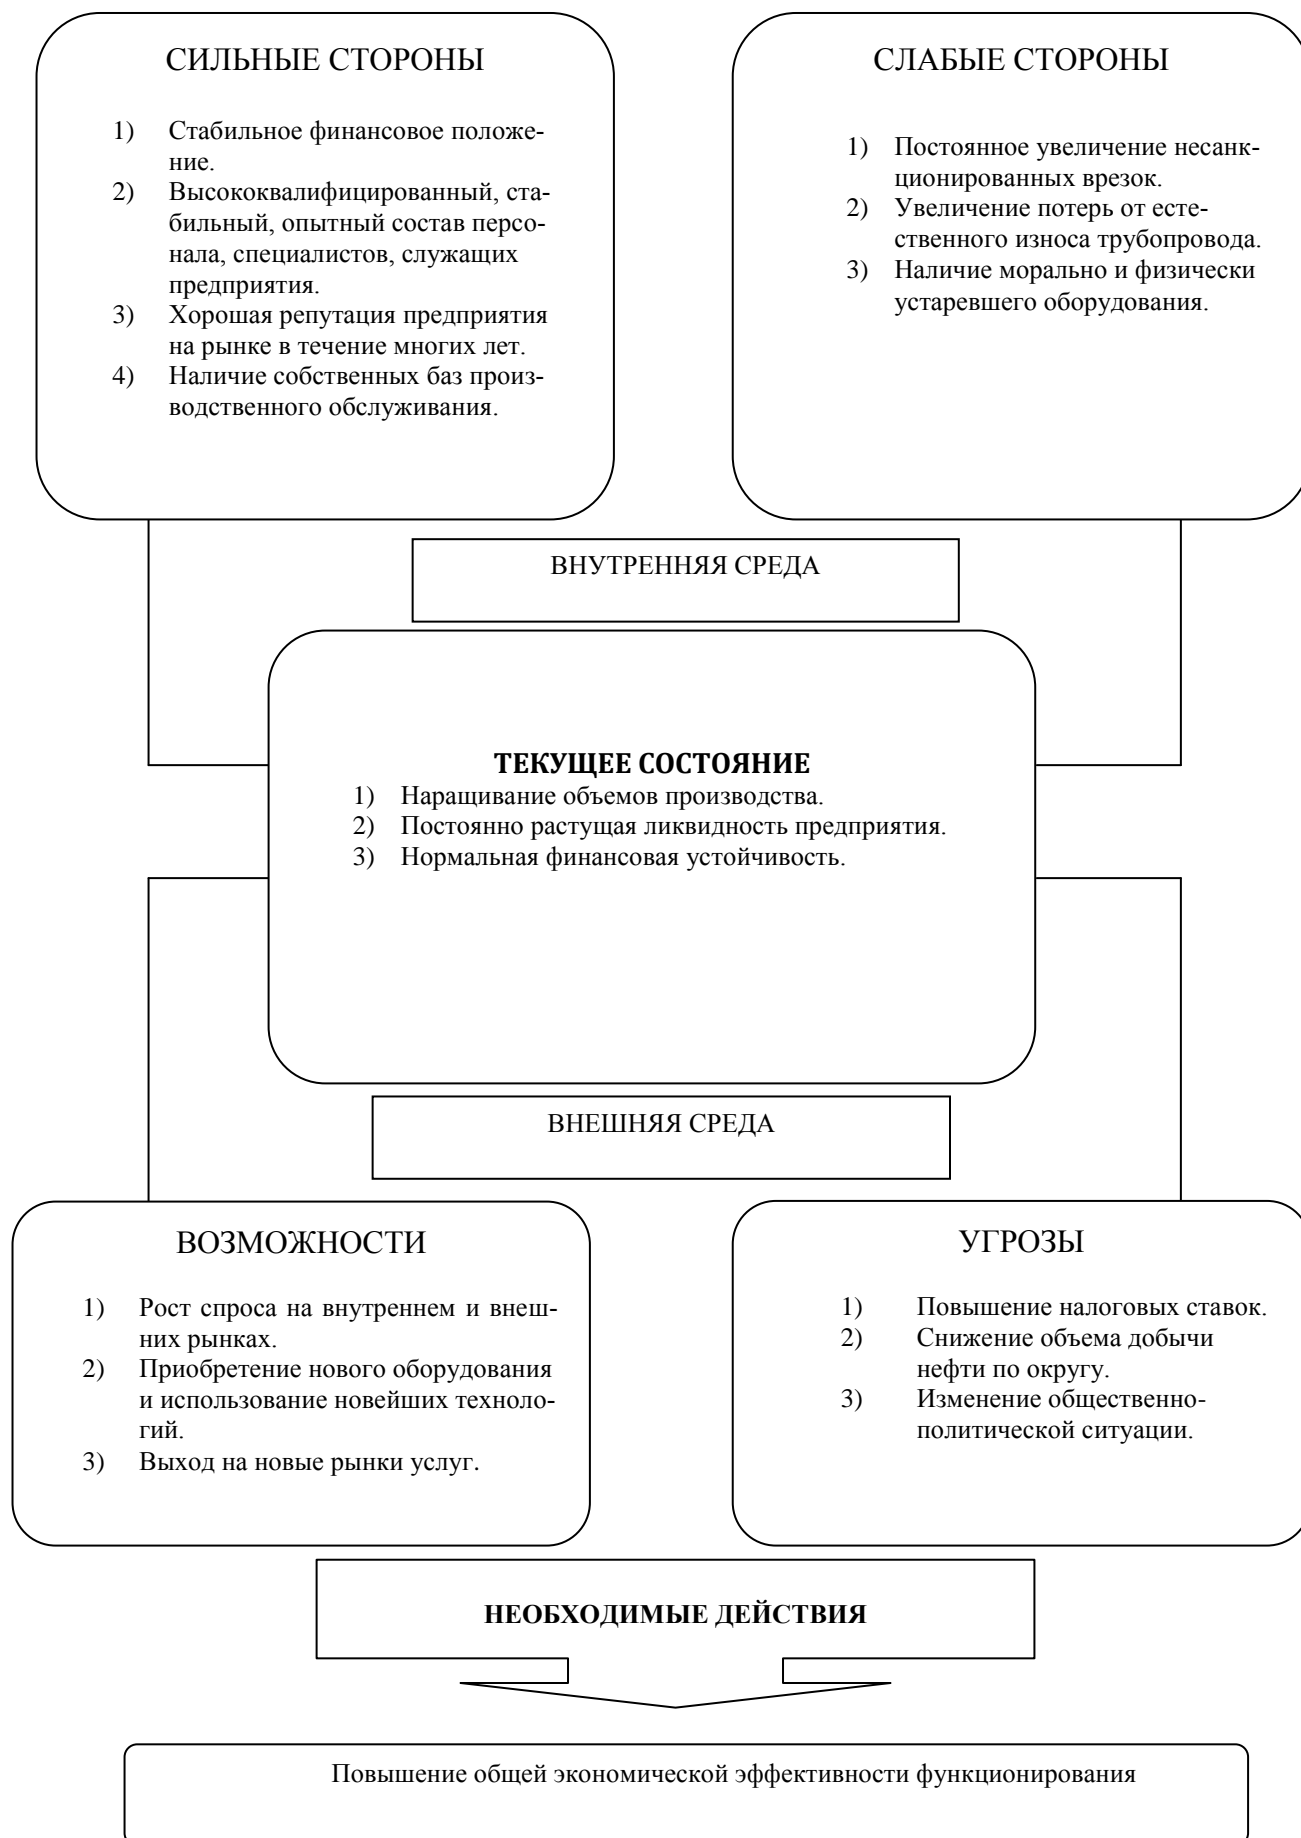 СИЛЬНЫЕ СТОРОНЫ
1) Стабильное финансовое положе-
ние.
2) Высококвалифицированный, ста-
бильный, опытный состав персо-
нала, специалистов, служащих
предприятия.
3) Хорошая репутация предприятия
на рынке в течение многих лет.
4) Наличие собственных баз произ-
водственного обслуживания.
СЛАБЫЕ СТОРОНЫ
1) Постоянное увеличение несанк-
ционированных врезок.
2) Увеличение потерь от есте-
ственного износа трубопровода.
3) Наличие морально и физически
устаревшего оборудования.
ВНУТРЕННЯЯ СРЕДА
ТЕКУЩЕЕ СОСТОЯНИЕ
1) Наращивание объемов производства.
2) Постоянно растущая ликвидность предприятия.
3) Нормальная финансовая устойчивость.
ВНЕШНЯЯ СРЕДА
ВОЗМОЖНОСТИ
1) Рост спроса на внутреннем и внеш-
них рынках.
2) Приобретение нового оборудования
и использование новейших техноло-
гий.
3) Выход на новые рынки услуг.
УГРОЗЫ
1) Повышение налоговых ставок.
2) Снижение объема добычи
нефти по округу.
3) Изменение общественно-
политической ситуации.
НЕОБХОДИМЫЕ ДЕЙСТВИЯ
Повышение общей экономической эффективности функционирования